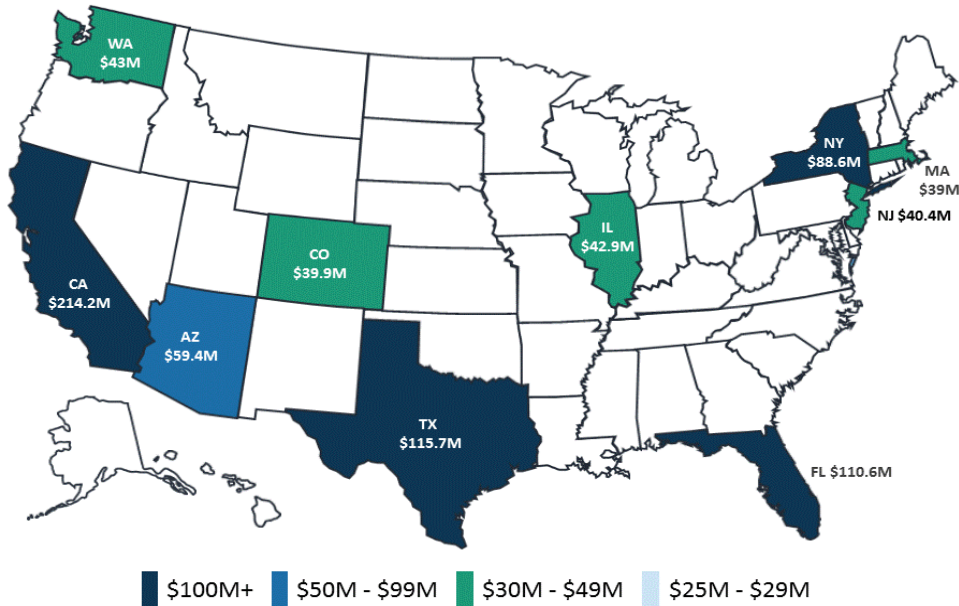 WA
$43M
NY
$88.6M
MA
$39M
NJ $40.4M
IL
$42.9M
CO
$39.9M
CA
$214.2M
AZ
$59.4M
TX
$115.7M
FL $110.6M
$100M+
$50M - $99M
$30M - $49M
$25M - $29M